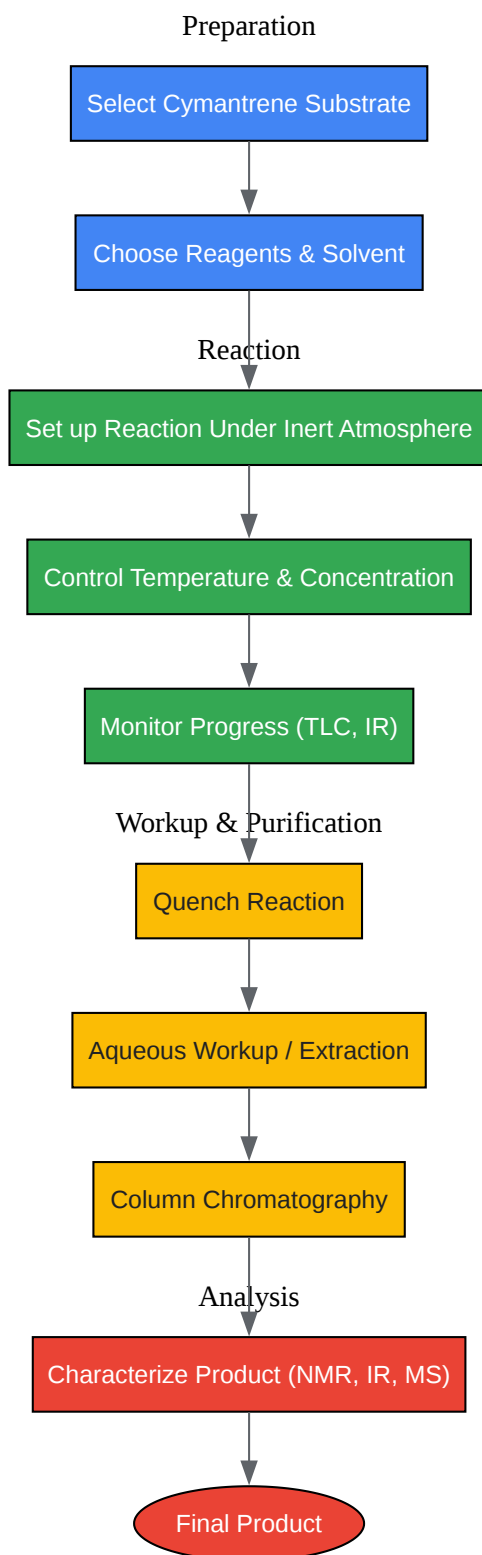 Preparation
Select Cymantrene Substrate
Choose Reagents & Solvent
Reaction
Set up Reaction Under Inert Atmosphere
Control Temperature & Concentration
Monitor Progress (TLC, IR)
Workup & Purification
Quench Reaction
Aqueous Workup / Extraction
Column Chromatography
Analysis
Characterize Product (NMR, IR, MS)
Final Product